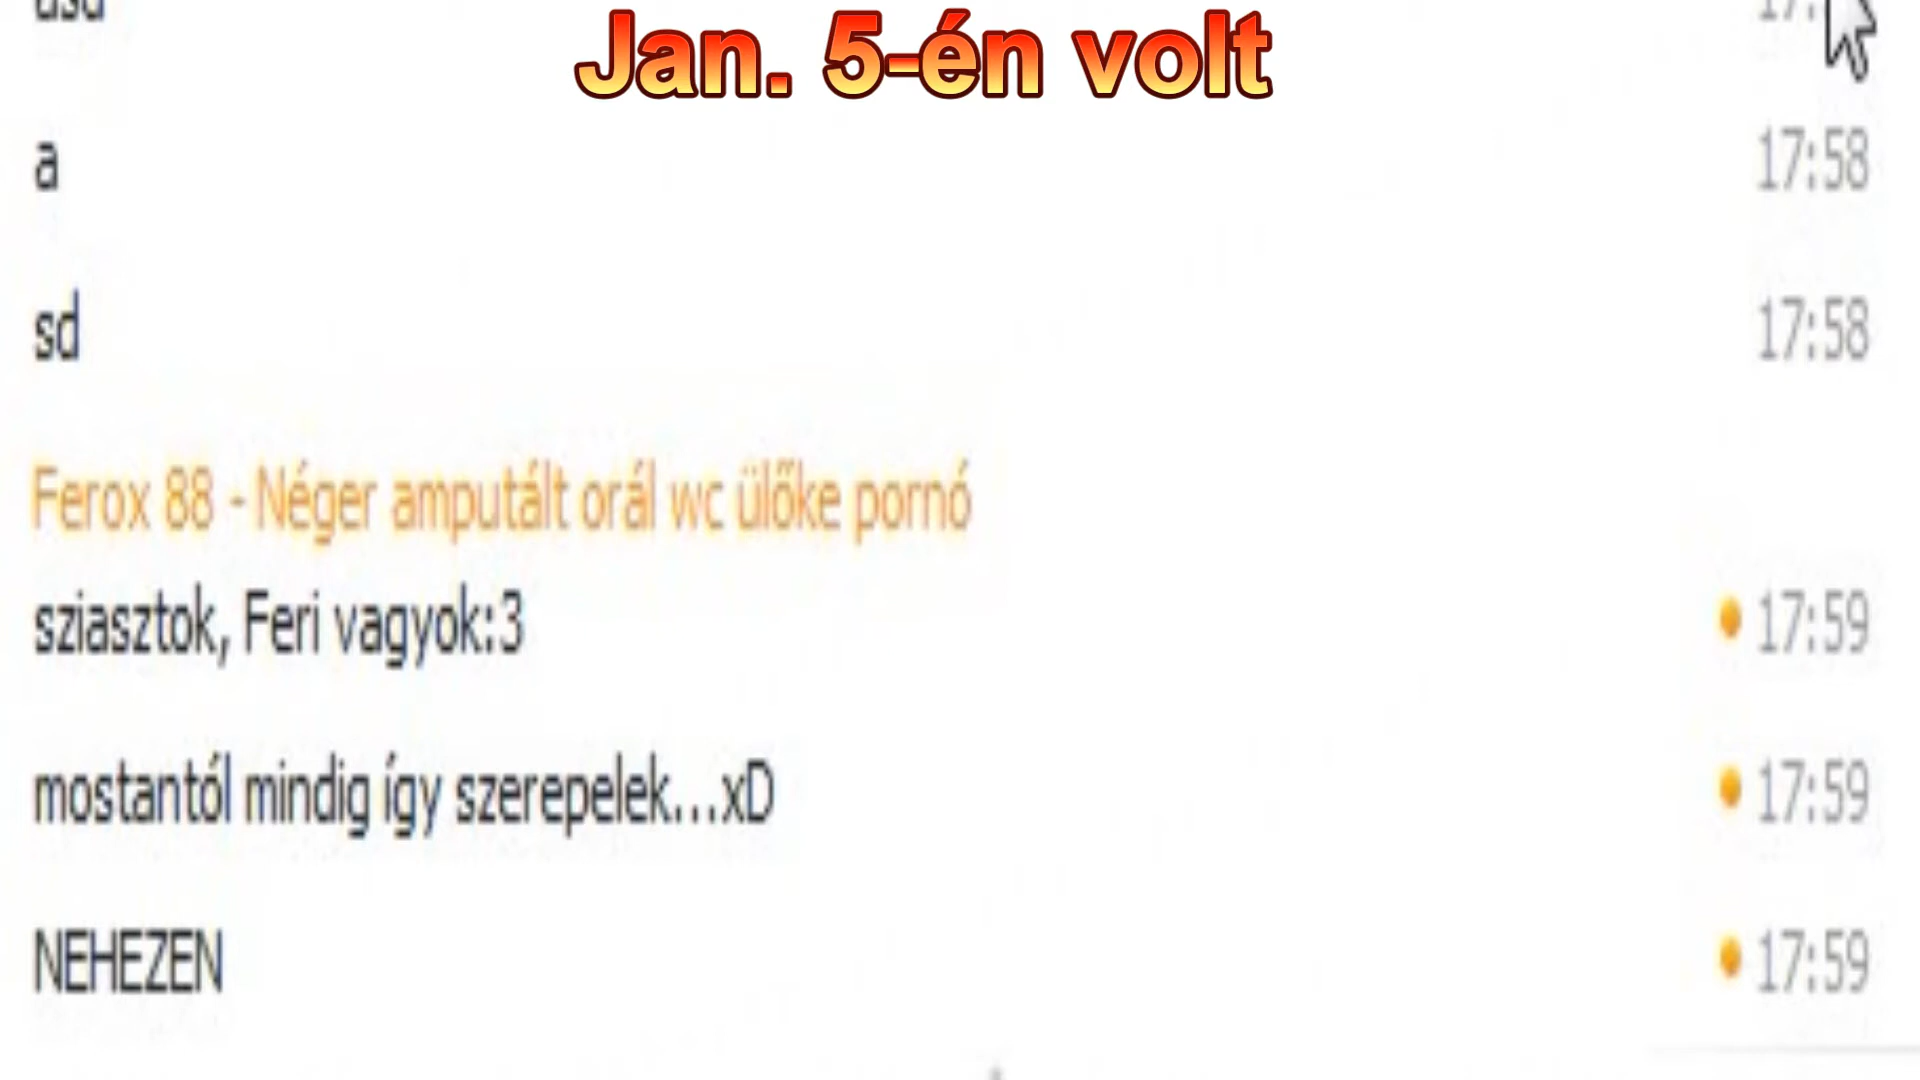 Jan. 5-én volt
a 17:58
sd 17:58
Ferox 88 - Néger amputált orál wc ülőke pornó
sziasztok, Feri vagyok:3 17:59
mostantól mindig így szerepelek...xD 17:59
NEHEZEN 17:59